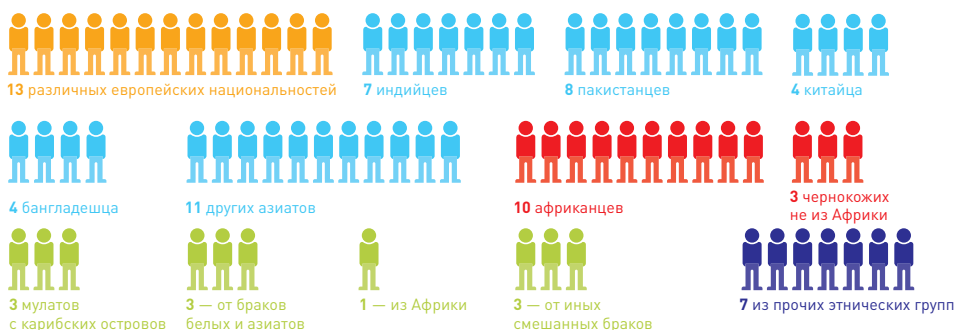 13 различных европейских национальностей
7 индийцев
8 пакистанцев
4 китайца
4 бангладешца
11 других азиатов
10 африканцев
3 чернокожих
не из Африки
3 мулатов
с карибских островов
3 — от браков
белых и азиатов
1 — из Африки
3 — от иных
смешанных браков
7 из прочих этнических групп